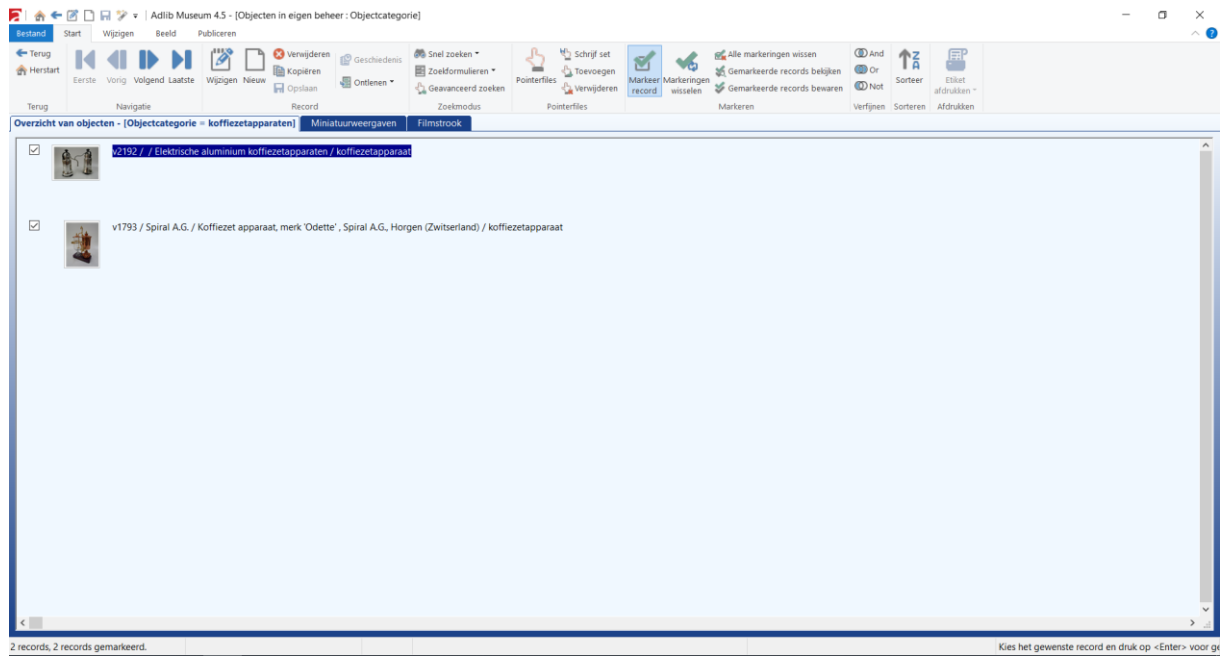 Adlib Museum 4.5 - [Objecten in eigen beheer : Objectcategorie]
Bestand Start Wijzigen Beeld Publiceren
Terug
Herstart
Terug
Eerste Vorig Volgend Laatste
Navigatie
Wijzigen Nieuw
Verwijderen
Kopiëren
Opslaan
Geschiedenis
Ontlenen
Record
Snel zoeken
Zoekformulieren
Geavanceerd zoeken
Zoekmodus
Pointerfiles
Schrijf set
Toevoegen
Verwijderen
Pointerfiles
Markeer record
Markeringen wisselen
Alle markeringen wissen
Gemarkeerde records bekijken
Gemarkeerde records bewaren
Markeren
And
Or
Not
Verfijnen
Sorteer
Sorteren
Etiket afdrukken
Afdrukken
Overzicht van objecten - [Objectcategorie = koffiezetapparaten] Miniatuurweergaven Filmstrook
v2192 / / Elektrische aluminium koffiezetapparaten / koffiezetapparaat
v1793 / Spiral A.G. / Koffiezet apparaat, merk 'Odette' , Spiral A.G., Horgen (Zwitserland) / koffiezetapparaat
2 records, 2 records gemarkeerd. Kies het gewenste record en druk op <Enter> voor ge